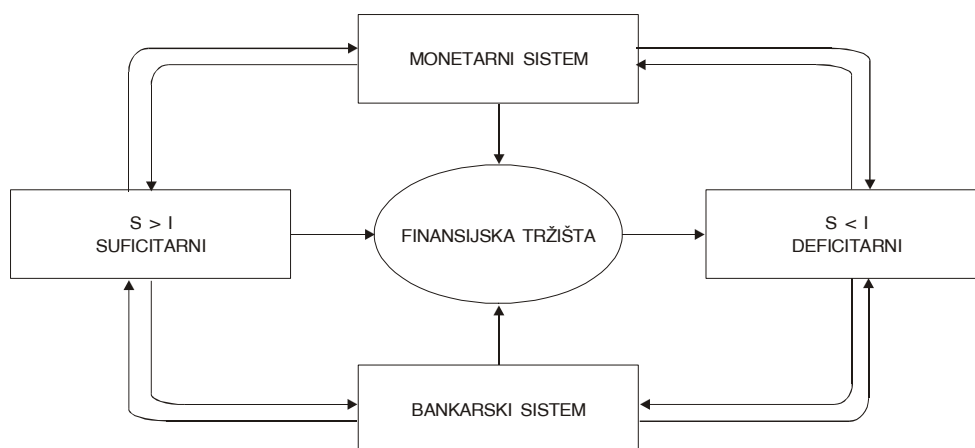 MONETARNI SISTEM
S > I
SUFICITARNI
FINANSIJSKA TRŽIŠTA
S < I
DEFICITARNI
BANKARSKI SISTEM